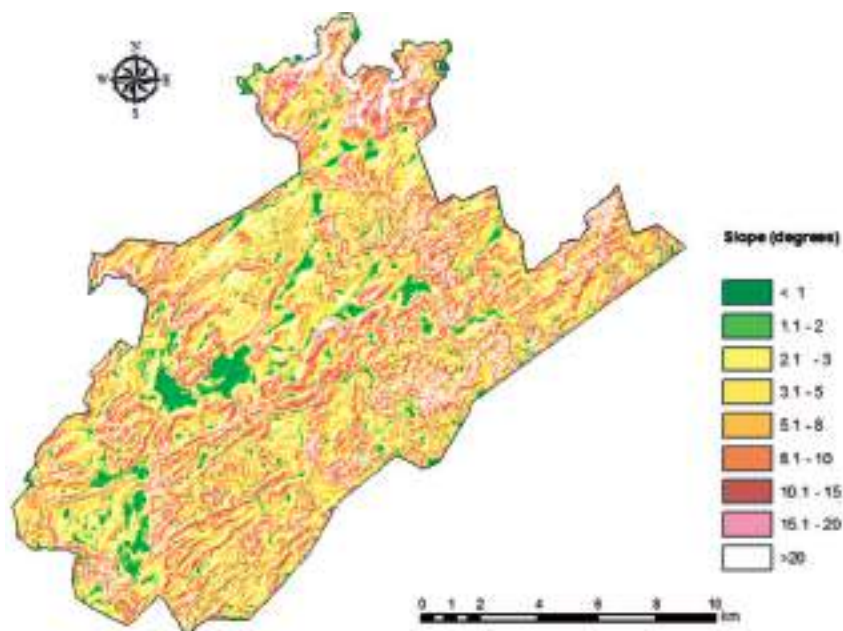 N
W E
S
Slope (degrees)
< 1
1.1 - 2
2.1 - 3
3.1 - 5
5.1 - 8
8.1 - 10
10.1 - 15
15.1 - 20
>20
0 1 2 4 6 8 10
km